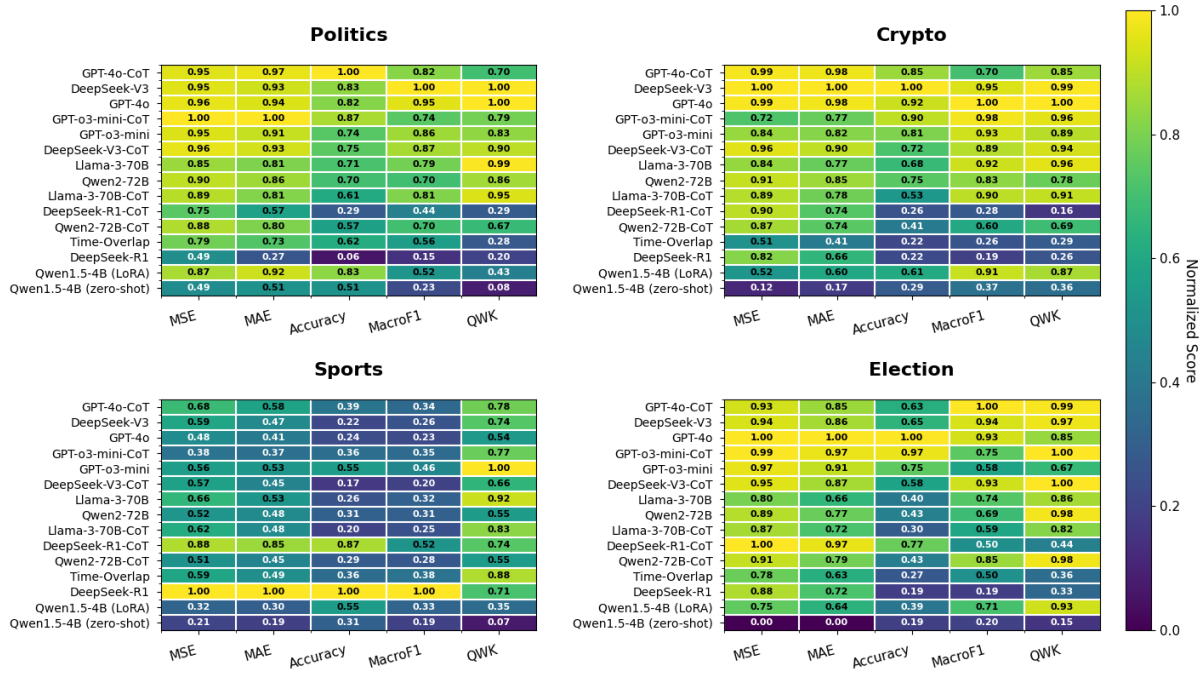 Politics
GPT-4o-CoT 0.95 0.97 1.00 0.82 0.70
DeepSeek-V3 0.95 0.93 0.83 1.00 1.00
GPT-4o 0.96 0.94 0.82 0.95 1.00
GPT-o3-mini-CoT 1.00 1.00 0.87 0.74 0.79
GPT-o3-mini 0.95 0.91 0.74 0.86 0.83
DeepSeek-V3-CoT 0.96 0.93 0.75 0.87 0.90
Llama-3-70B 0.85 0.81 0.71 0.79 0.99
Qwen2-72B 0.90 0.86 0.70 0.70 0.86
Llama-3-70B-CoT 0.89 0.81 0.61 0.81 0.95
DeepSeek-R1-CoT 0.75 0.57 0.29 0.44 0.29
Qwen2-72B-CoT 0.88 0.80 0.57 0.70 0.67
Time-Overlap 0.79 0.73 0.62 0.56 0.28
DeepSeek-R1 0.49 0.27 0.06 0.15 0.20
Qwen1.5-4B (LoRA) 0.87 0.92 0.83 0.52 0.43
Qwen1.5-4B (zero-shot) 0.49 0.51 0.51 0.23 0.08
MSE MAE Accuracy MacroF1 QWK
Crypto
GPT-4o-CoT 0.99 0.98 0.85 0.70 0.85
DeepSeek-V3 1.00 1.00 1.00 0.95 0.99
GPT-4o 0.99 0.98 0.92 1.00 1.00
GPT-o3-mini-CoT 0.72 0.77 0.90 0.98 0.96
GPT-o3-mini 0.84 0.82 0.81 0.93 0.89
DeepSeek-V3-CoT 0.96 0.90 0.72 0.89 0.94
Llama-3-70B 0.84 0.77 0.68 0.92 0.96
Qwen2-72B 0.91 0.85 0.75 0.83 0.78
Llama-3-70B-CoT 0.89 0.78 0.53 0.90 0.91
DeepSeek-R1-CoT 0.90 0.74 0.26 0.28 0.16
Qwen2-72B-CoT 0.87 0.74 0.41 0.60 0.69
Time-Overlap 0.51 0.41 0.22 0.26 0.29
DeepSeek-R1 0.82 0.66 0.22 0.19 0.26
Qwen1.5-4B (LoRA) 0.52 0.60 0.61 0.91 0.87
Qwen1.5-4B (zero-shot) 0.12 0.17 0.29 0.37 0.36
MSE MAE Accuracy MacroF1 QWK
Sports
GPT-4o-CoT 0.68 0.58 0.39 0.34 0.78
DeepSeek-V3 0.59 0.47 0.22 0.26 0.74
GPT-4o 0.48 0.41 0.24 0.23 0.54
GPT-o3-mini-CoT 0.38 0.37 0.36 0.35 0.77
GPT-o3-mini 0.56 0.53 0.55 0.46 1.00
DeepSeek-V3-CoT 0.57 0.45 0.17 0.20 0.66
Llama-3-70B 0.66 0.53 0.26 0.32 0.92
Qwen2-72B 0.52 0.48 0.31 0.31 0.55
Llama-3-70B-CoT 0.62 0.48 0.20 0.25 0.83
DeepSeek-R1-CoT 0.88 0.85 0.87 0.52 0.74
Qwen2-72B-CoT 0.51 0.45 0.29 0.28 0.55
Time-Overlap 0.59 0.49 0.36 0.38 0.88
DeepSeek-R1 1.00 1.00 1.00 1.00 0.71
Qwen1.5-4B (LoRA) 0.32 0.30 0.55 0.33 0.35
Qwen1.5-4B (zero-shot) 0.21 0.19 0.31 0.19 0.07
MSE MAE Accuracy MacroF1 QWK
Election
GPT-4o-CoT 0.93 0.85 0.63 1.00 0.99
DeepSeek-V3 0.94 0.86 0.65 0.94 0.97
GPT-4o 1.00 1.00 1.00 0.93 0.85
GPT-o3-mini-CoT 0.99 0.97 0.97 0.75 1.00
GPT-o3-mini 0.97 0.91 0.75 0.58 0.67
DeepSeek-V3-CoT 0.95 0.87 0.58 0.93 1.00
Llama-3-70B 0.80 0.66 0.40 0.74 0.86
Qwen2-72B 0.89 0.77 0.43 0.69 0.98
Llama-3-70B-CoT 0.87 0.72 0.30 0.59 0.82
DeepSeek-R1-CoT 1.00 0.97 0.77 0.50 0.44
Qwen2-72B-CoT 0.91 0.79 0.43 0.85 0.98
Time-Overlap 0.78 0.63 0.27 0.50 0.36
DeepSeek-R1 0.88 0.72 0.19 0.19 0.33
Qwen1.5-4B (LoRA) 0.75 0.64 0.39 0.71 0.93
Qwen1.5-4B (zero-shot) 0.00 0.00 0.19 0.20 0.15
MSE MAE Accuracy MacroF1 QWK
1.0
0.8
0.6
0.4
0.2
0.0
Normalized Score